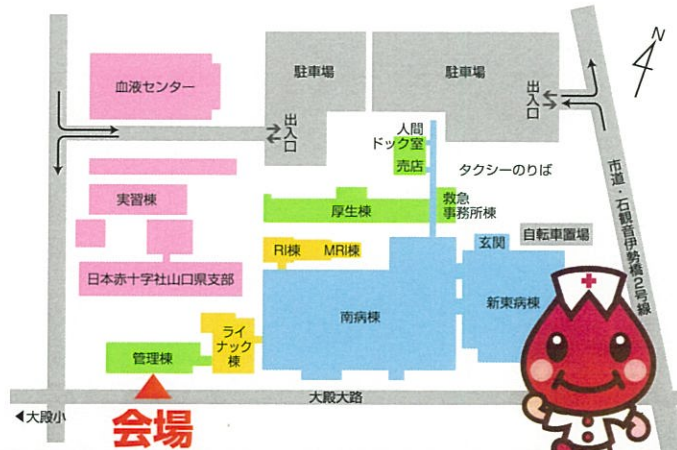 N
血液センター
駐車場
駐車場
出入口
出入口
人間
ドック室
売店
タクシーのりば
実習棟
厚生棟
救急
事務所棟
市道・石観音伊勢橋2号線
玄関
自転車置場
RI棟
MRI棟
日本赤十字社山口県支部
南病棟
新東病棟
ライ
ナック
棟
管理棟
大殿大路
大殿小
会場